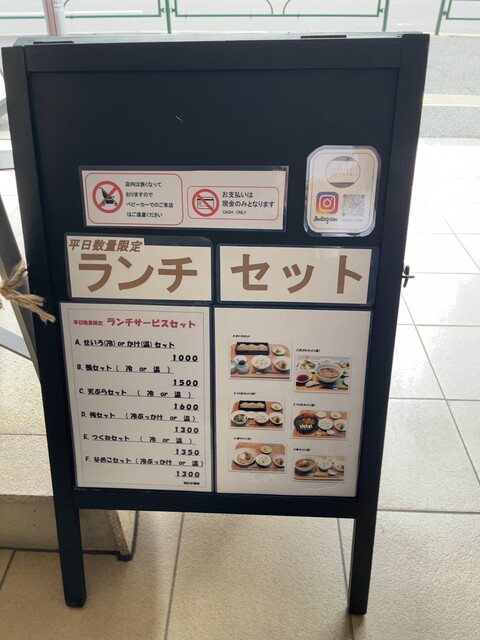 店内は狭くなって
おりますので
ベビーカーでのご来店
はご遠慮ください
お支払いは
現金のみとなります
CASH ONLY
Instagram
平日数量限定
ランチ セット
平日数量限定 ランチサービスセット
A. せいろ(冷) or かけ(温) セット
1000
B. 鴨セット ( 冷 or 温 )
1500
C. 天ぷらセット ( 冷 or 温 )
1600
D. 梅セット ( 冷ぶっかけ or 温 )
1300
E. つくねセット ( 冷 or 温 )
1350
F. なめこセット ( 冷ぶっかけ or 温 )
1300